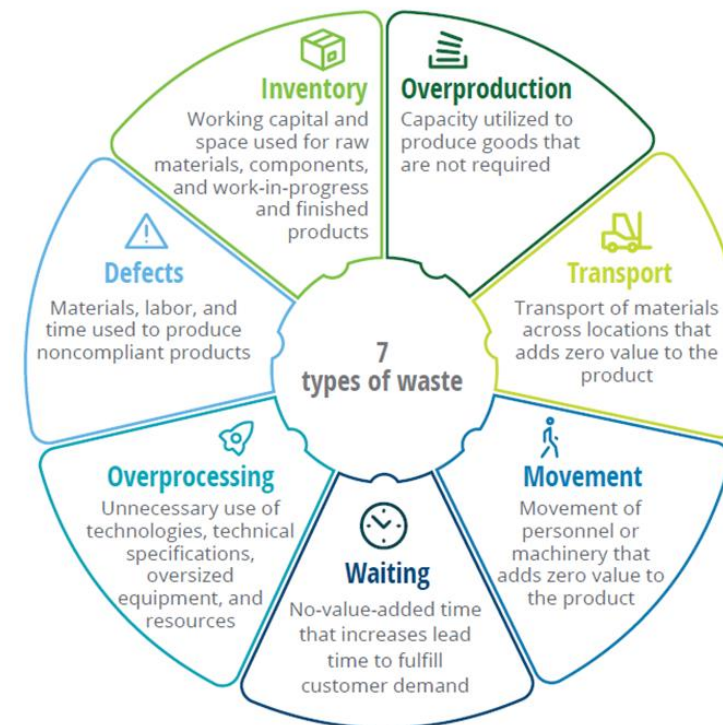 Inventory
Working capital and
space used for raw
materials, components,
and work-in-progress
and finished
products
Overproduction
Capacity utilized to
produce goods that
are not required
Transport
Transport of materials
across locations that
adds zero value to the
product
Movement
Movement of
personnel or
machinery that
adds zero value to
the product
Waiting
No-value-added time
that increases lead
time to fulfill
customer demand
Overprocessing
Unnecessary use of
technologies, technical
specifications,
oversized
equipment, and
resources
Defects
Materials, labor, and
time used to produce
noncompliant products
7
types of waste